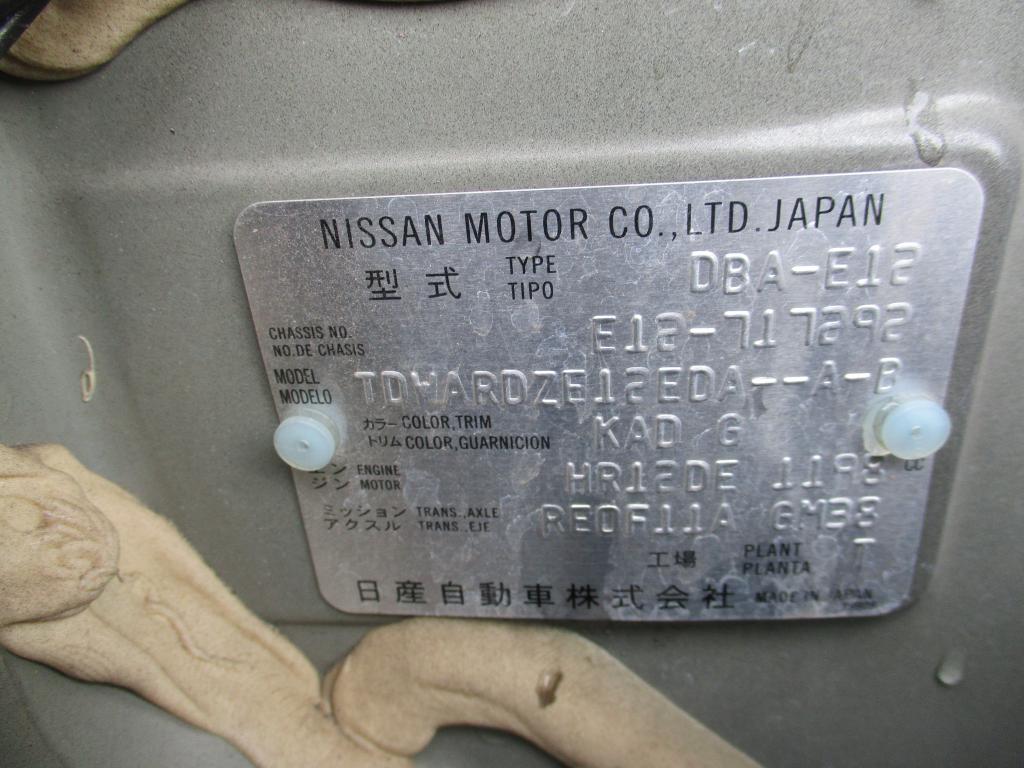 NISSAN MOTOR CO.,LTD. JAPAN
型式 TYPE TIPO DBA-E12
CHASSIS NO.
NO.DE CHASIS
MODEL
MODELO TDWARDZE12EDA--A-B
カラー COLOR,TRIM KAD G
トリム COLOR,GUARNICION
エン ENGINE HR12DE 1198 CC
ジン MOTOR
ミッション TRANS.,AXLE RE0F11A GM38
アクスル TRANS.,EJE
工場 PLANT
PLANTA
日産自動車株式会社 MADE IN JAPAN